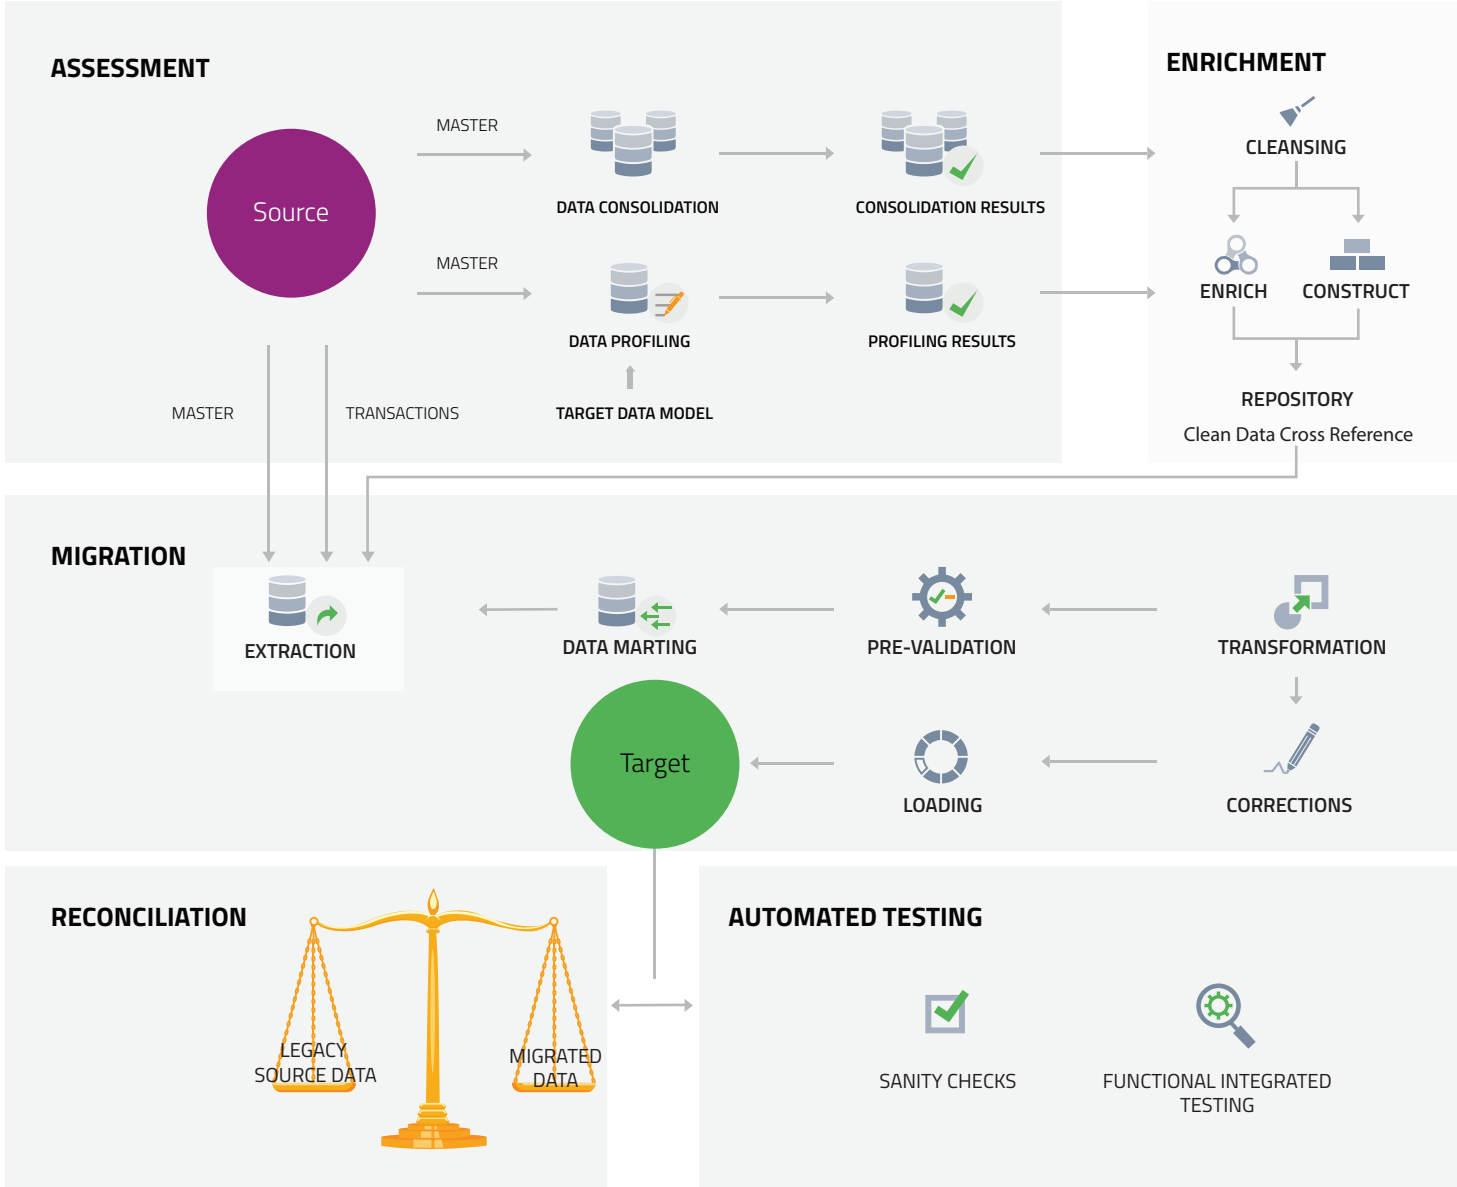 ASSESSMENT
Source
MASTER
DATA CONSOLIDATION
CONSOLIDATION RESULTS
MASTER
DATA PROFILING
PROFILING RESULTS
TARGET DATA MODEL
MASTER
TRANSACTIONS
ENRICHMENT
CLEANSING
ENRICH
CONSTRUCT
REPOSITORY
Clean Data Cross Reference
MIGRATION
EXTRACTION
DATA MARTING
PRE-VALIDATION
TRANSFORMATION
Target
LOADING
CORRECTIONS
RECONCILIATION
LEGACY
SOURCE DATA
MIGRATED
DATA
AUTOMATED TESTING
SANITY CHECKS
FUNCTIONAL INTEGRATED
TESTING